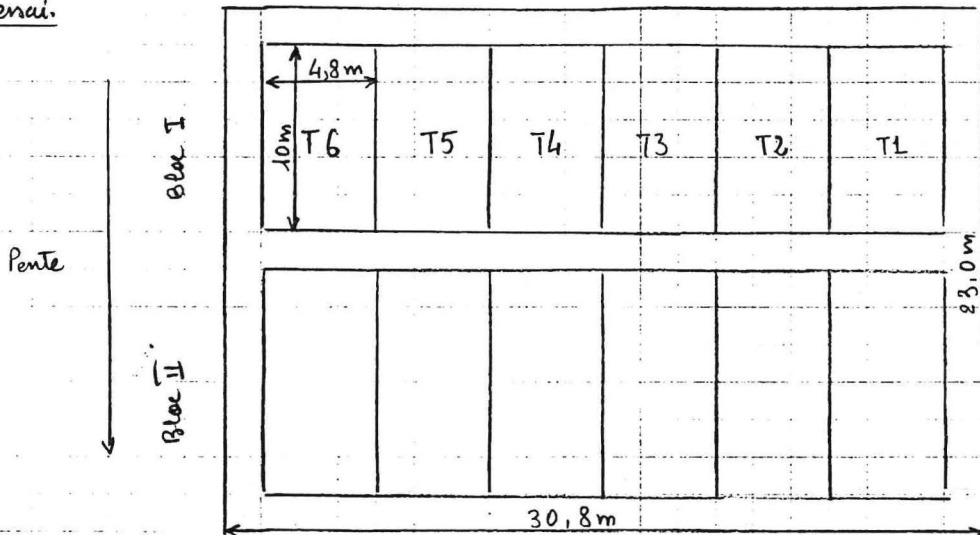 essai.
4,8m
10m
T6 T5 T4 T3 T2 T1
Bloc I
Pente
23,0m
Bloc II
30,8m